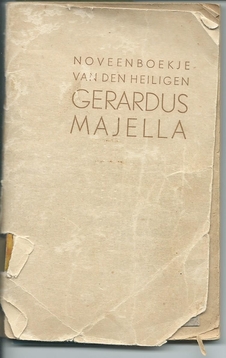 NOVEENBOEKJE
VAN DEN HEILIGEN
GERARDUS
MAJELLA